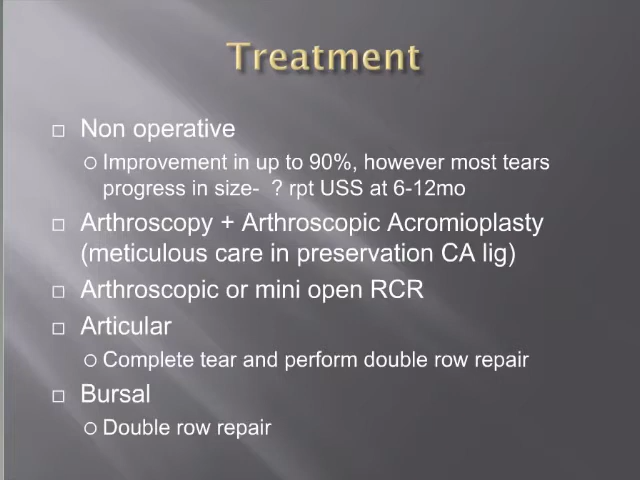 Treatment
Non operative
Improvement in up to 90%, however most tears
progress in size- ? rpt USS at 6-12mo
Arthroscopy + Arthroscopic Acromioplasty
(meticulous care in preservation CA lig)
Arthroscopic or mini open RCR
Articular
Complete tear and perform double row repair
Bursal
Double row repair